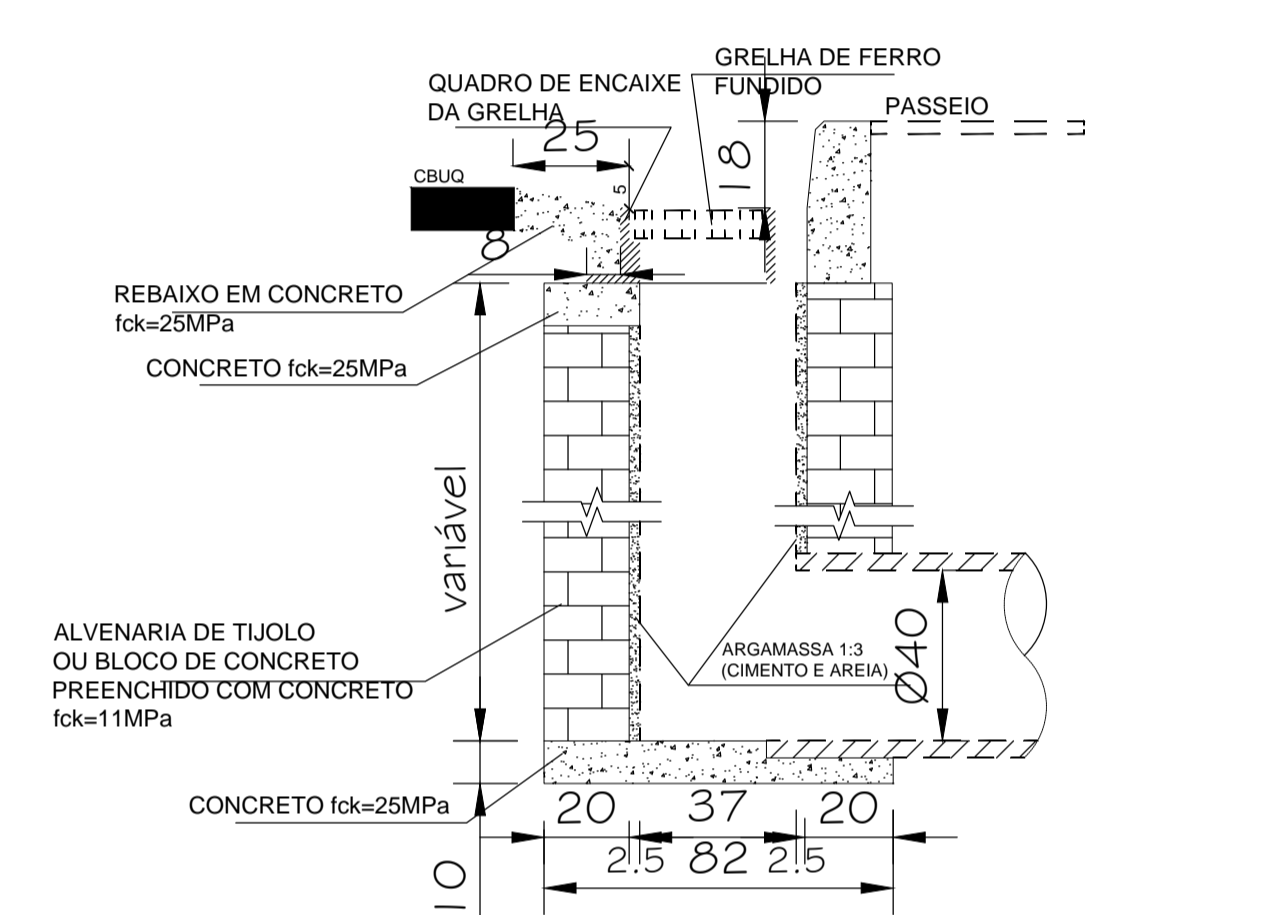 GRELHA DE FERRO
FUNDIDO
QUADRO DE ENCAIXE
DA GRELHA
PASSEIO
25
18
CBUQ
5
8
REBAIXO EM CONCRETO
fck=25MPa
CONCRETO fck=25MPa
variável
ALVENARIA DE TIJOLO
OU BLOCO DE CONCRETO
PREENCHIDO COM CONCRETO
fck=11MPa
ARGAMASSA 1:3
(CIMENTO E AREIA)
Ø40
CONCRETO fck=25MPa
20
37
20
2.5
82
2.5
10